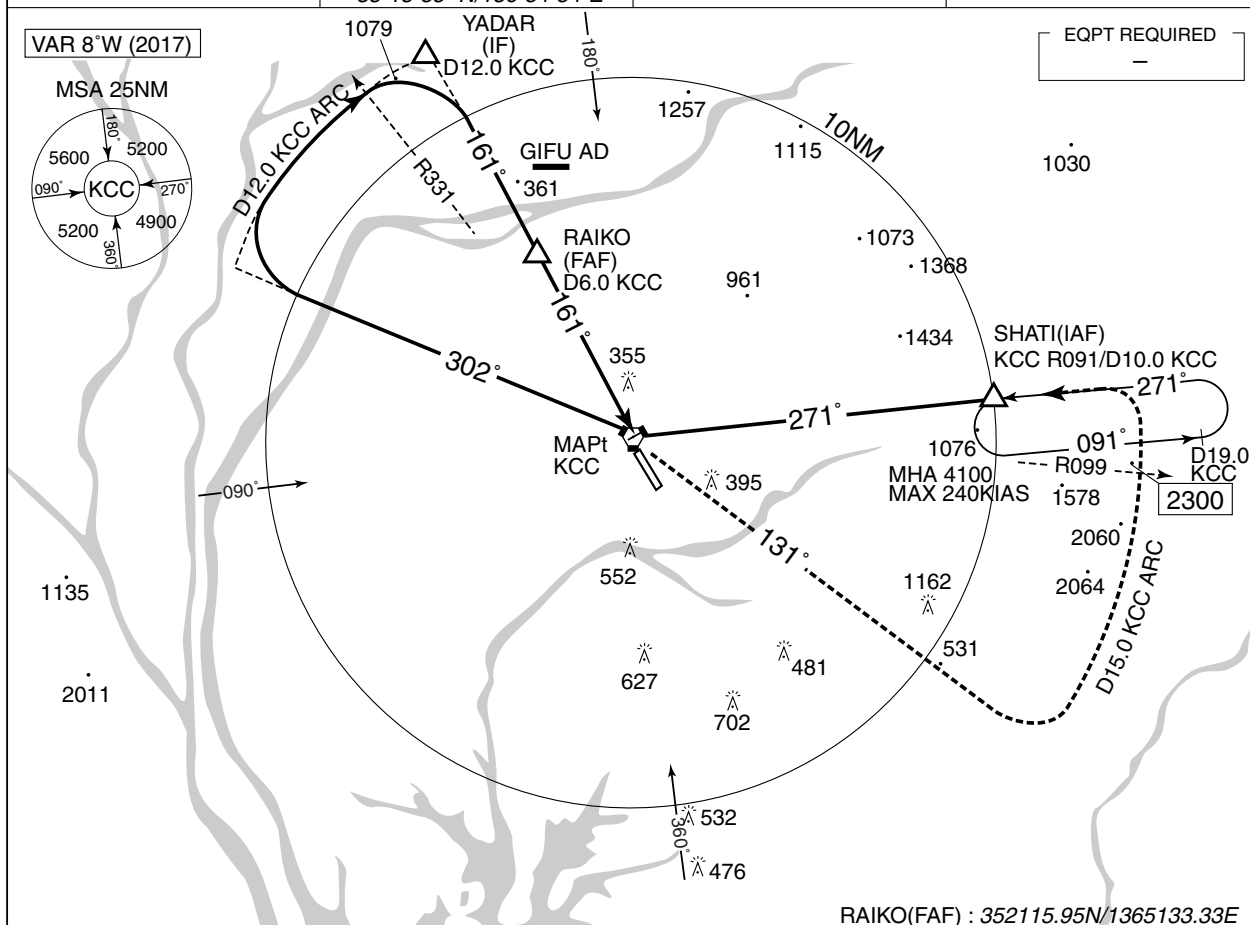 VAR 8°W (2017)
MSA 25NM
180°
5600
5200
090°
KCC
270°
5200
4900
360°
1079
YADAR
(IF)
D12.0 KCC
180°
EQPT REQUIRED
–
D12.0 KCC ARC
R331
161°
GIFU AD
361
1257
1115
10NM
1030
RAIKO
(FAF)
D6.0 KCC
161°
961
1073
1368
1434
302°
355
SHATI(IAF)
KCC R091/D10.0 KCC
271°
271°
MAPt
KCC
1076
091°
D19.0
KCC
R099
MHA 4100
MAX 240KIAS
1578
2300
090°
395
131°
2060
2064
552
1162
D15.0 KCC ARC
1135
531
2011
627
481
702
532
360°
476
RAIKO(FAF) : 352115.95N/1365133.33E